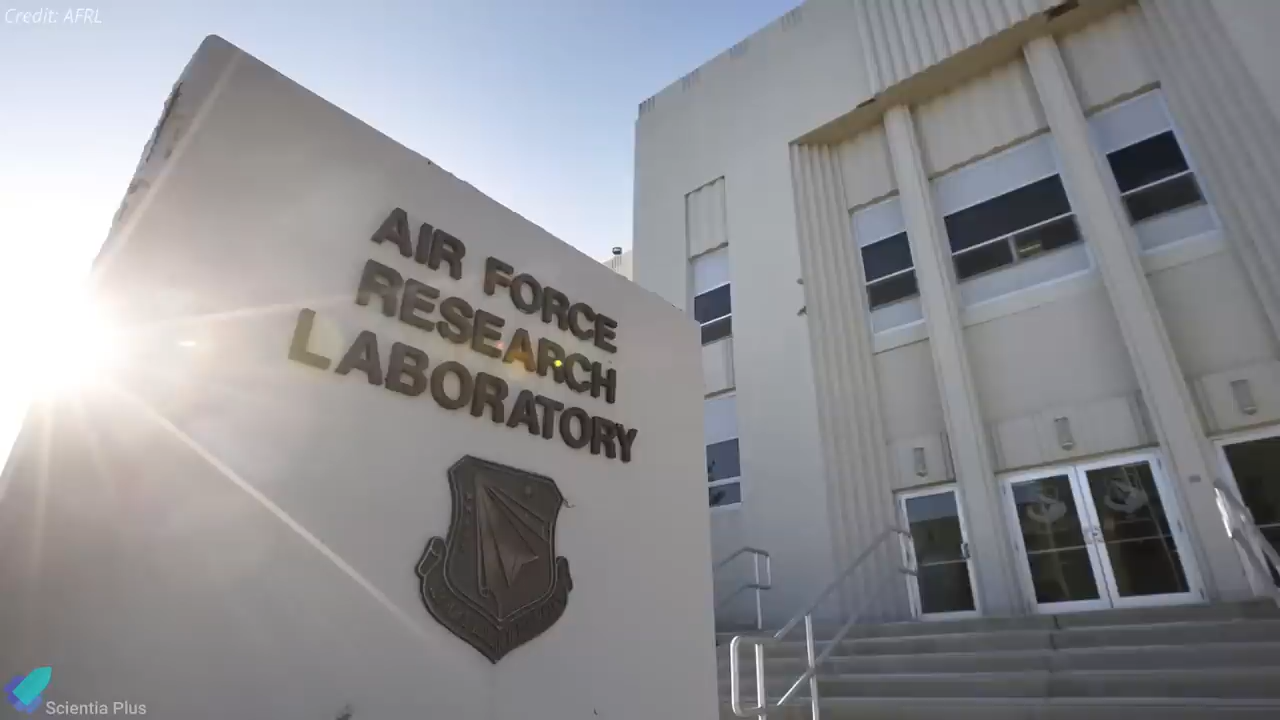 Credit: AFRL
AIR FORCE
RESEARCH
LABORATORY
Scientia Plus